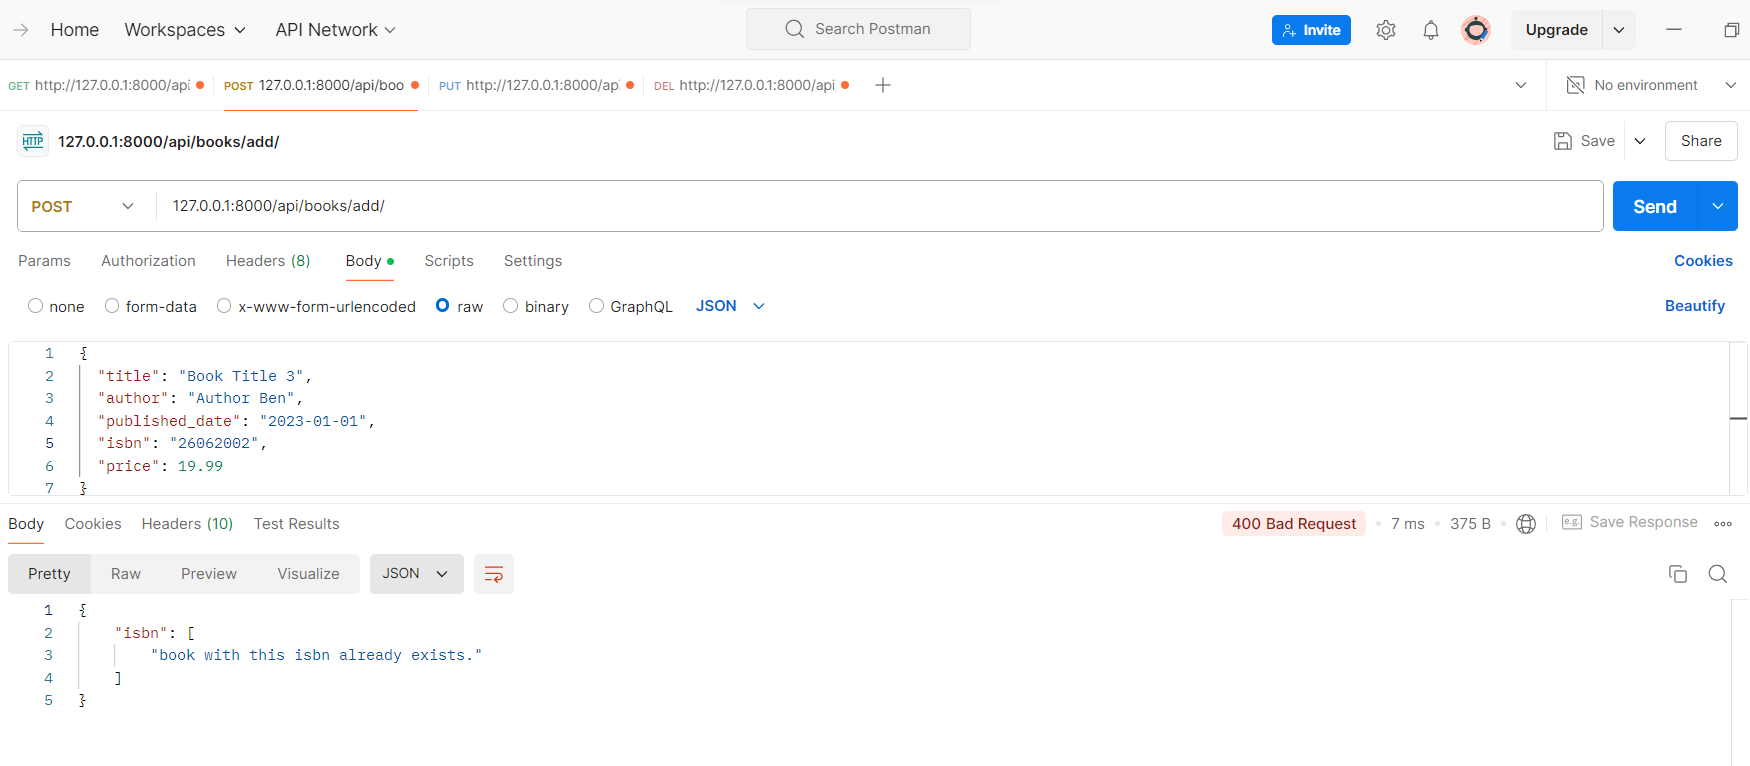 Home Workspaces API Network Search Postman Invite Upgrade
GET http://127.0.0.1:8000/api POST 127.0.0.1:8000/api/boo PUT http://127.0.0.1:8000/ap DEL http://127.0.0.1:8000/api No environment
HTTP 127.0.0.1:8000/api/books/add/ Save Share
POST 127.0.0.1:8000/api/books/add/ Send
Params Authorization Headers (8) Body Scripts Settings Cookies
none form-data x-www-form-urlencoded raw binary GraphQL JSON Beautify
1 {
2 "title": "Book Title 3",
3 "author": "Author Ben",
4 "published_date": "2023-01-01",
5 "isbn": "26062002",
6 "price": 19.99
7 }
Body Cookies Headers (10) Test Results 400 Bad Request 7 ms 375 B e.g. Save Response
Pretty Raw Preview Visualize JSON
1 {
2 "isbn": [
3 "book with this isbn already exists."
4 ]
5 }